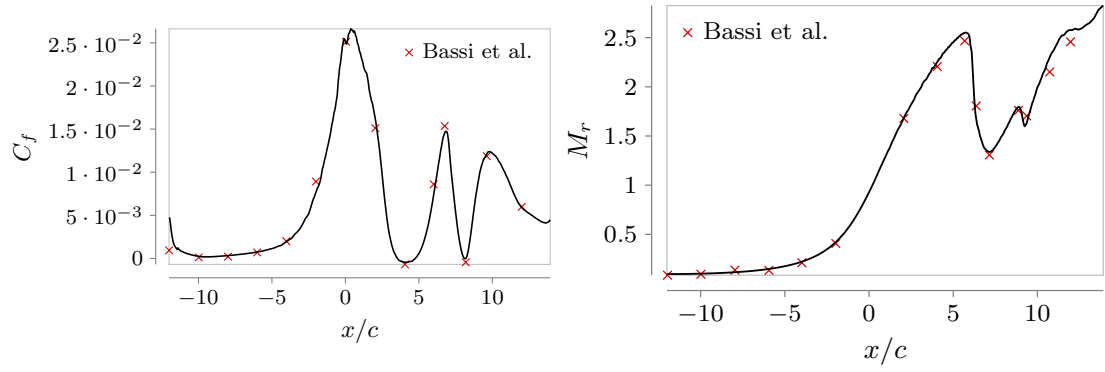 C_f
2.5 · 10⁻²
2 · 10⁻²
1.5 · 10⁻²
1 · 10⁻²
5 · 10⁻³
0
× Bassi et al.
−10 −5 0 5 10
x/c
M_r
2.5
2
1.5
1
0.5
× Bassi et al.
−10 −5 0 5 10
x/c